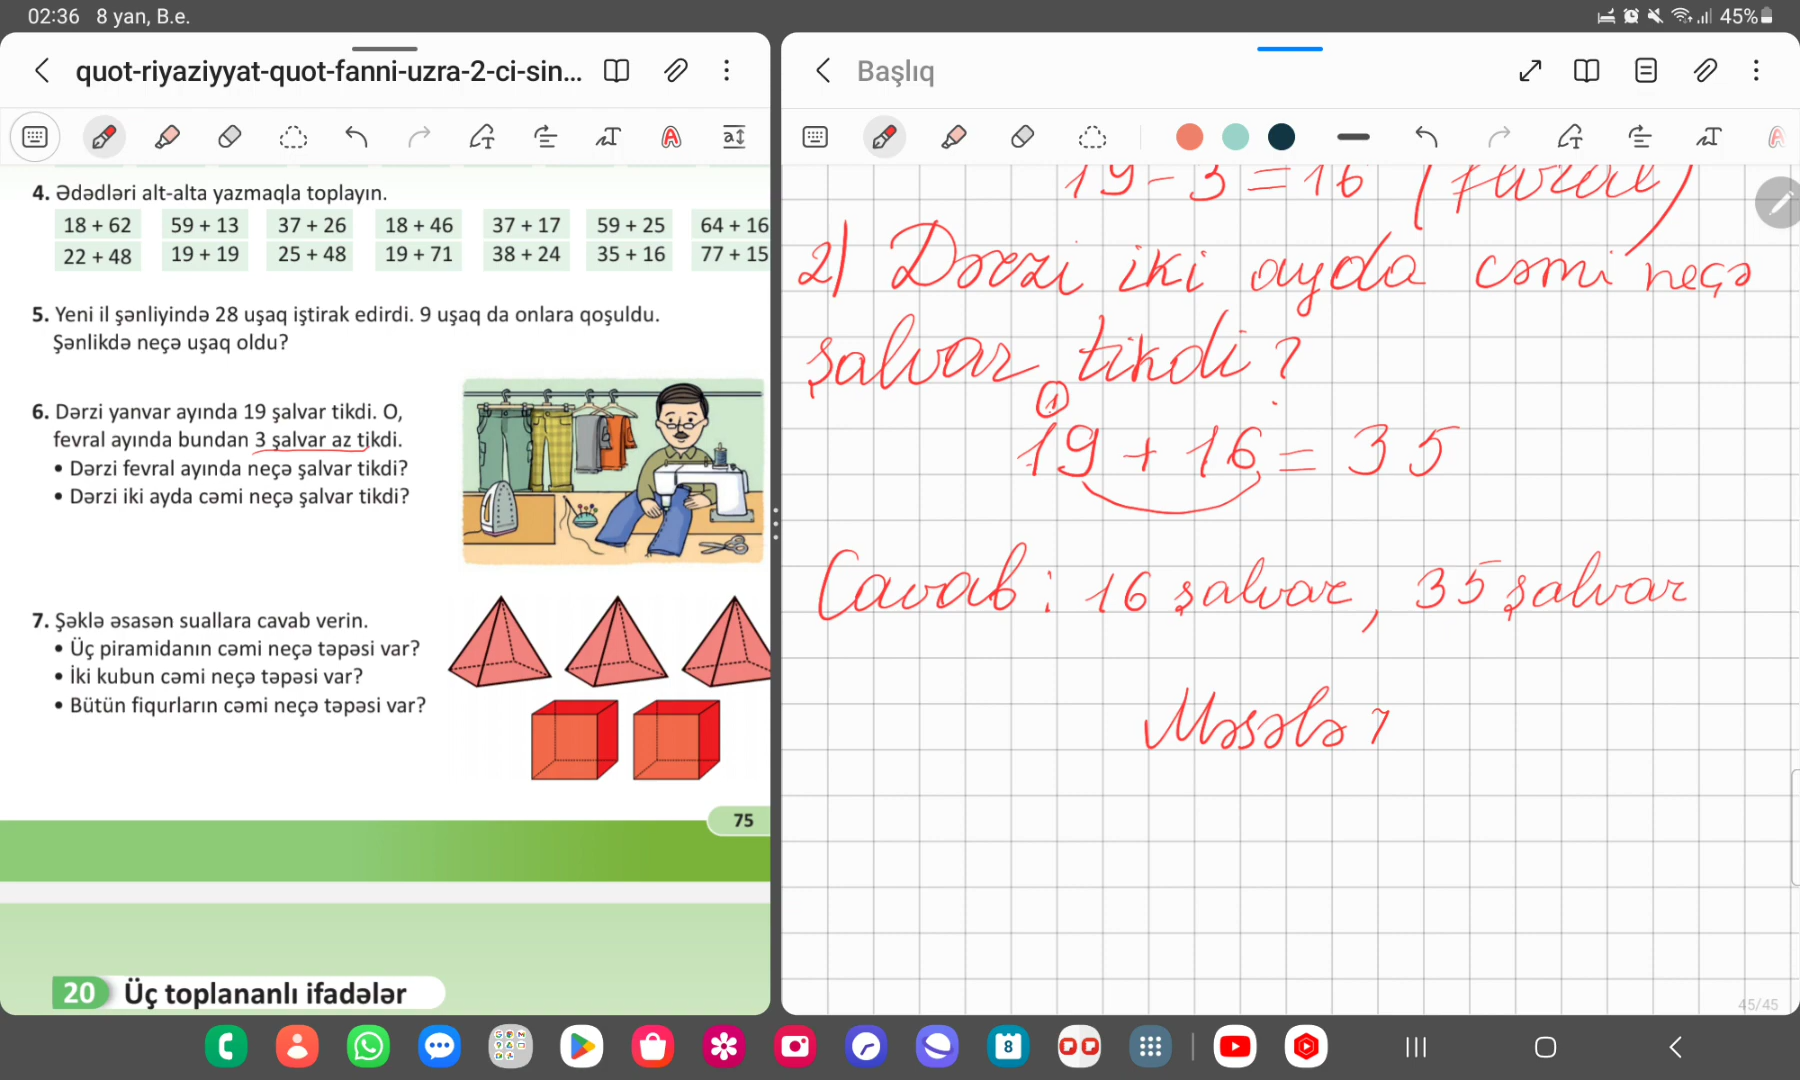 02:36 8 yan, B.e. 45%
quot-riyaziyyat-quot-fanni-uzra-2-ci-sin...
4. Ədədləri alt-alta yazmaqla toplayın.
18 + 62 59 + 13 37 + 26 18 + 46 37 + 17 59 + 25 64 + 16
22 + 48 19 + 19 25 + 48 19 + 71 38 + 24 35 + 16 77 + 15
5. Yeni il şənliyində 28 uşaq iştirak edirdi. 9 uşaq da onlara qoşuldu.
Şənlikdə neçə uşaq oldu?
6. Dərzi yanvar ayında 19 şalvar tikdi. O,
fevral ayında bundan 3 şalvar az tikdi.
• Dərzi fevral ayında neçə şalvar tikdi?
• Dərzi iki ayda cəmi neçə şalvar tikdi?
7. Şəklə əsasən suallara cavab verin.
• Üç piramidanın cəmi neçə təpəsi var?
• İki kubun cəmi neçə təpəsi var?
• Bütün fiqurların cəmi neçə təpəsi var?
75
20 Üç toplananlı ifadələr
Başlıq
19 - 3 = 16
2) Dərzi iki ayda cəmi neçə
şalvar tikdi?
1
19 + 16 = 35
Cavab: 16 şalvar, 35 şalvar
Məsələ 7
45/45
8